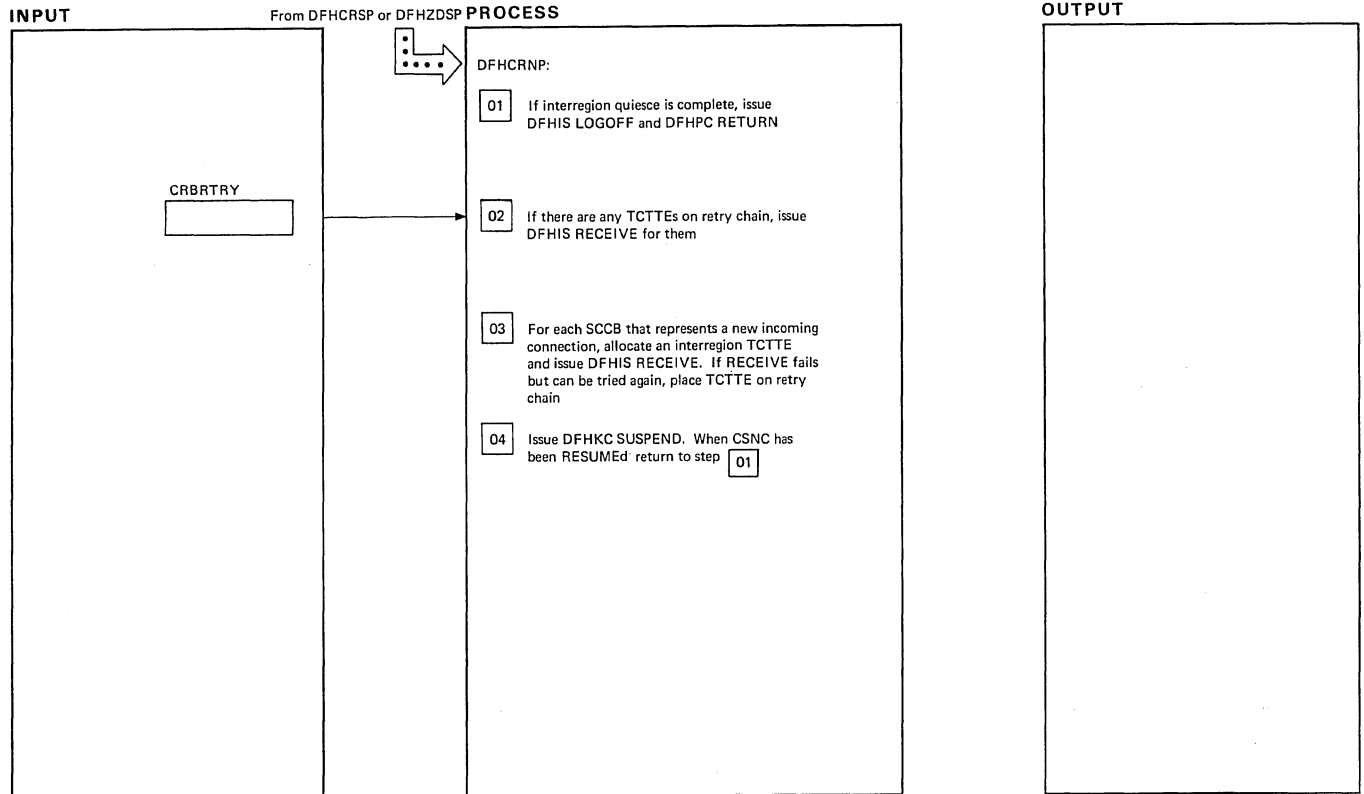 INPUT
From DFHCRSP or DFHZDSP PROCESS
OUTPUT
DFHCRNP:
01 If interregion quiesce is complete, issue
DFHIS LOGOFF and DFHPC RETURN
CRBRTRY
02 If there are any TCTTEs on retry chain, issue
DFHIS RECEIVE for them
03 For each SCCB that represents a new incoming
connection, allocate an interregion TCTTE
and issue DFHIS RECEIVE. If RECEIVE fails
but can be tried again, place TCTTE on retry
chain
04 Issue DFHKC SUSPEND. When CSNC has
been RESUMEd return to step 01